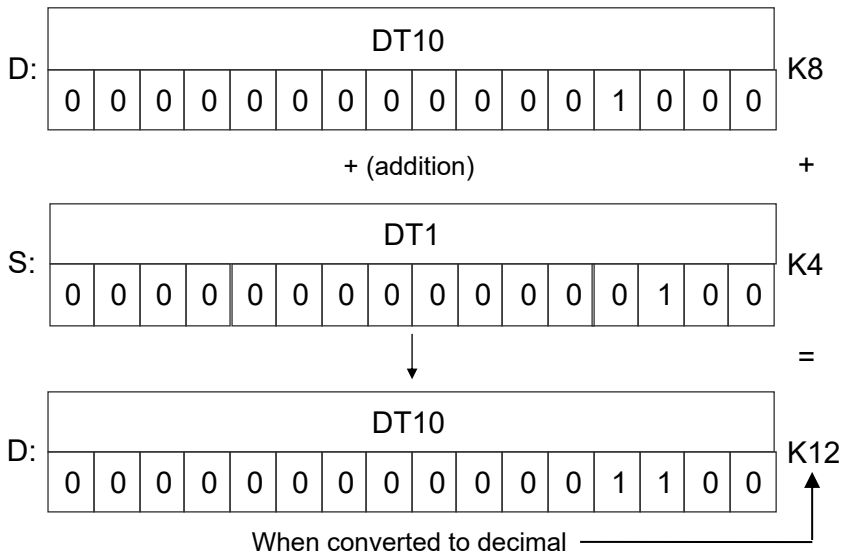 DT10
D: K8
0 0 0 0 0 0 0 0 0 0 0 0 1 0 0 0
+ (addition) +
DT1
S: K4
0 0 0 0 0 0 0 0 0 0 0 0 0 1 0 0
=
DT10
D: K12
0 0 0 0 0 0 0 0 0 0 0 0 1 1 0 0
When converted to decimal